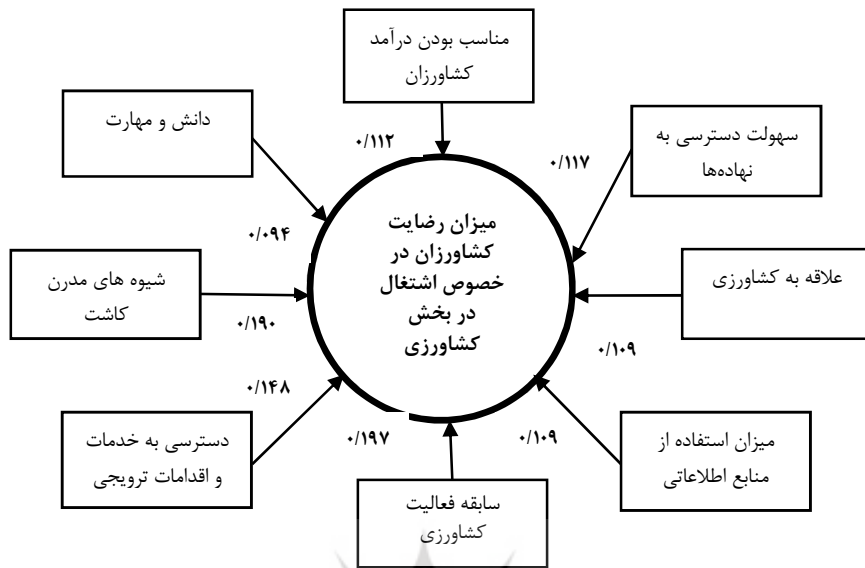 مناسب بودن درآمد
کشاورزان
دانش و مهارت
سهولت دسترسی به
نهاده‌ها
۰/۱۱۲
۰/۱۱۷
میزان رضایت
کشاورزان در
خصوص اشتغال
در بخش
کشاورزی
۰/۰۹۴
شیوه های مدرن
کاشت
علاقه به کشاورزی
۰/۱۹۰
۰/۱۰۹
۰/۱۴۸
دسترسی به خدمات
و اقدامات ترویجی
۰/۱۹۷
۰/۱۰۹
میزان استفاده از
منابع اطلاعاتی
سابقه فعالیت
کشاورزی